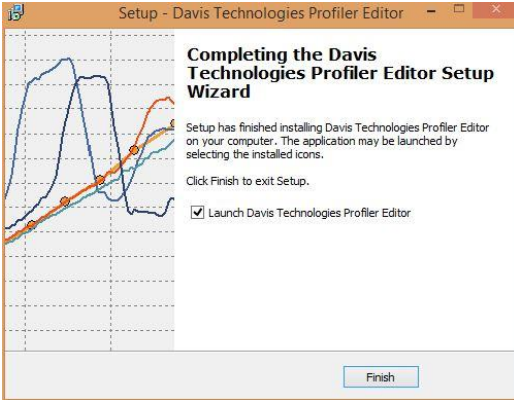 Setup - Davis Technologies Profiler Editor
Completing the Davis
Technologies Profiler Editor Setup
Wizard
Setup has finished installing Davis Technologies Profiler Editor
on your computer. The application may be launched by
selecting the installed icons.
Click Finish to exit Setup.
Launch Davis Technologies Profiler Editor
Finish